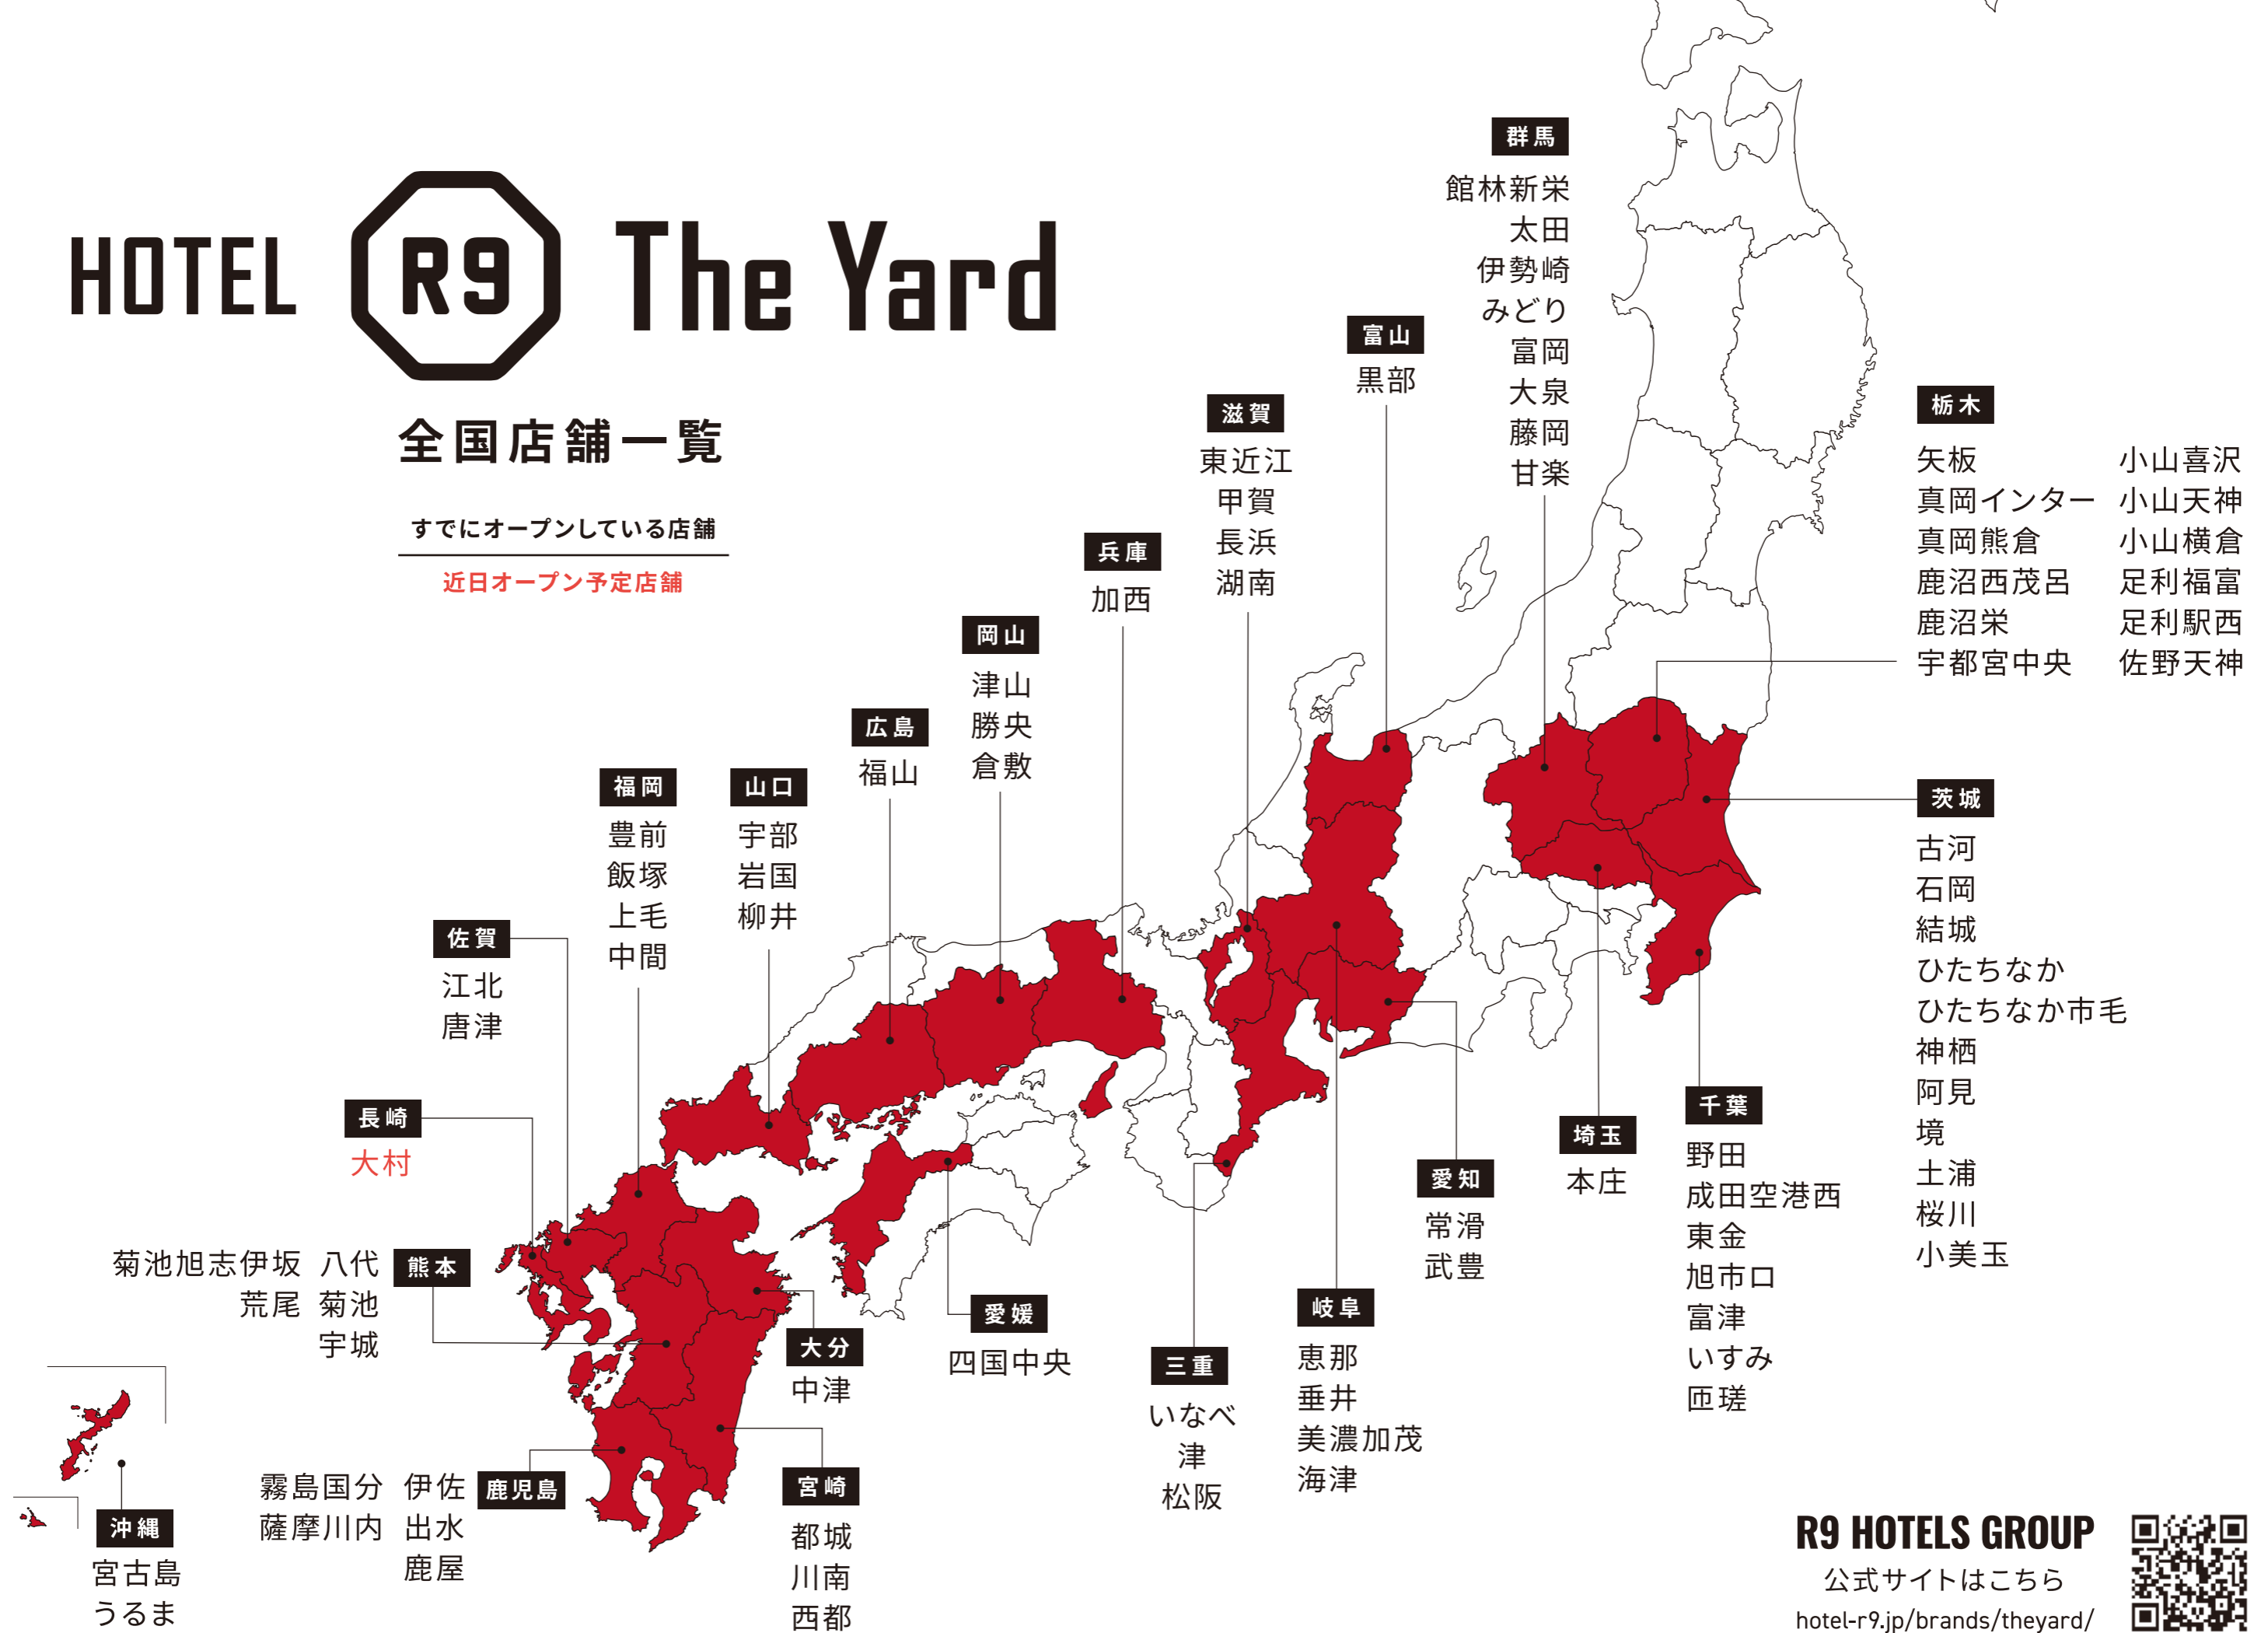 HOTEL R9 The Yard
全国店舗一覧
すでにオープンしている店舗
近日オープン予定店舗
群馬
館林新栄
太田
伊勢崎
みどり
富岡
大泉
藤岡
甘楽
富山
黒部
滋賀
東近江
甲賀
長浜
湖南
兵庫
加西
岡山
津山
勝央
倉敷
広島
福山
山口
宇部
岩国
柳井
福岡
豊前
飯塚
上毛
中間
佐賀
江北
唐津
長崎
大村
熊本
菊池旭志伊坂 八代
荒尾 菊池
宇城
鹿児島
霧島国分 伊佐
薩摩川内 出水
鹿屋
沖縄
宮古島
うるま
大分
中津
宮崎
都城
川南
西都
愛媛
四国中央
三重
いなべ
津
松阪
岐阜
恵那
垂井
美濃加茂
海津
愛知
常滑
武豊
埼玉
本庄
千葉
野田
成田空港西
東金
旭市口
富津
いすみ
匝瑳
栃木
矢板 小山喜沢
真岡インター 小山天神
真岡熊倉 小山横倉
鹿沼西茂呂 足利福富
鹿沼栄 足利駅西
宇都宮中央 佐野天神
茨城
古河
石岡
結城
ひたちなか
ひたちなか市毛
神栖
阿見
境
土浦
桜川
小美玉
R9 HOTELS GROUP
公式サイトはこちら
hotel-r9.jp/brands/theyard/